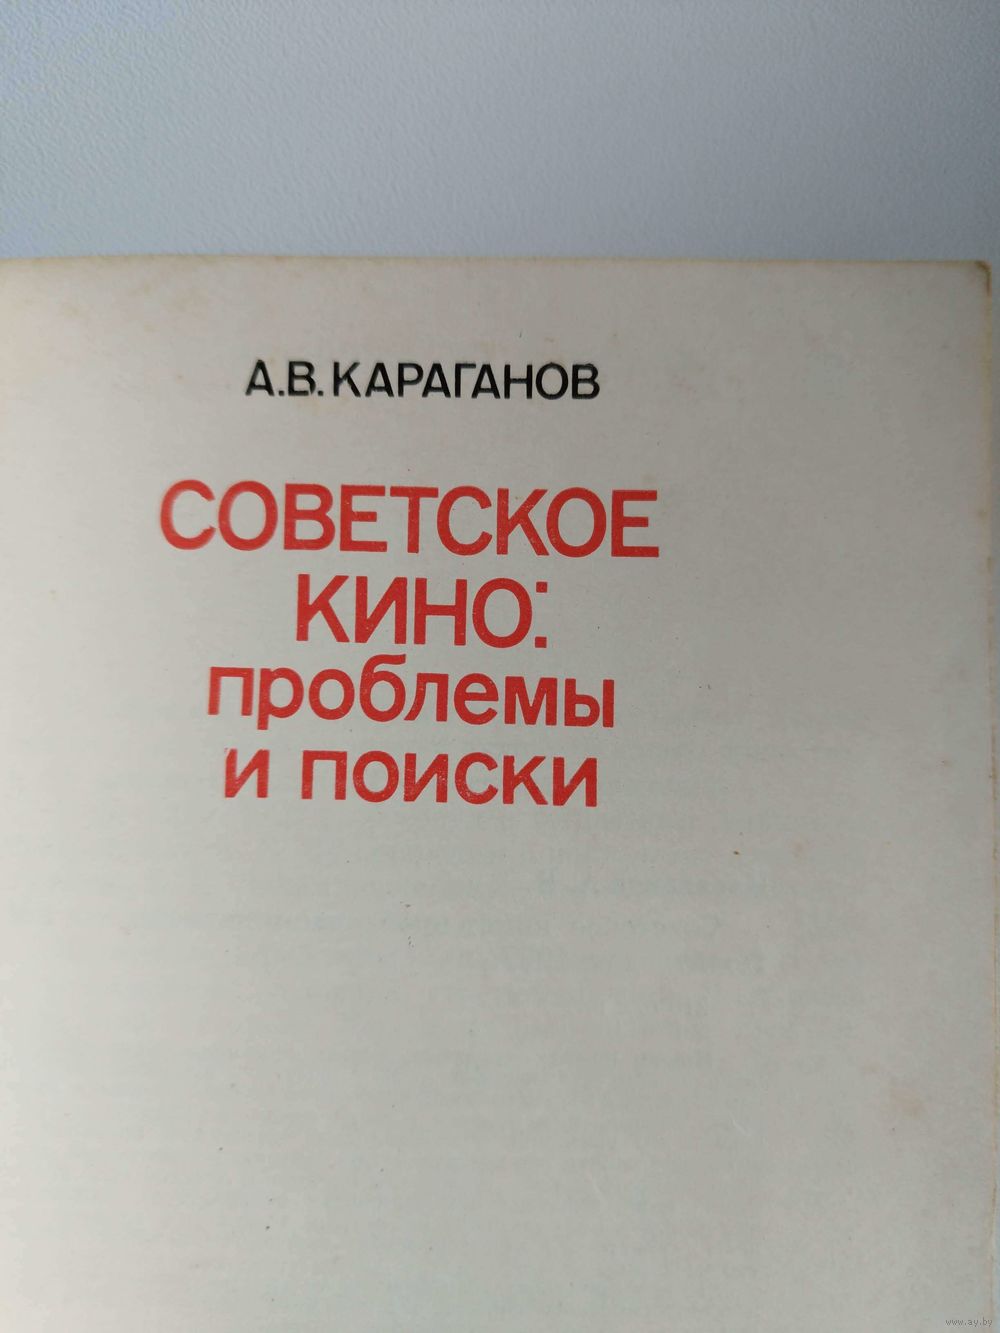 А.В.КАРАГАНОВ
СОВЕТСКОЕ
КИНО:
проблемы
и поиски
www.ay.by